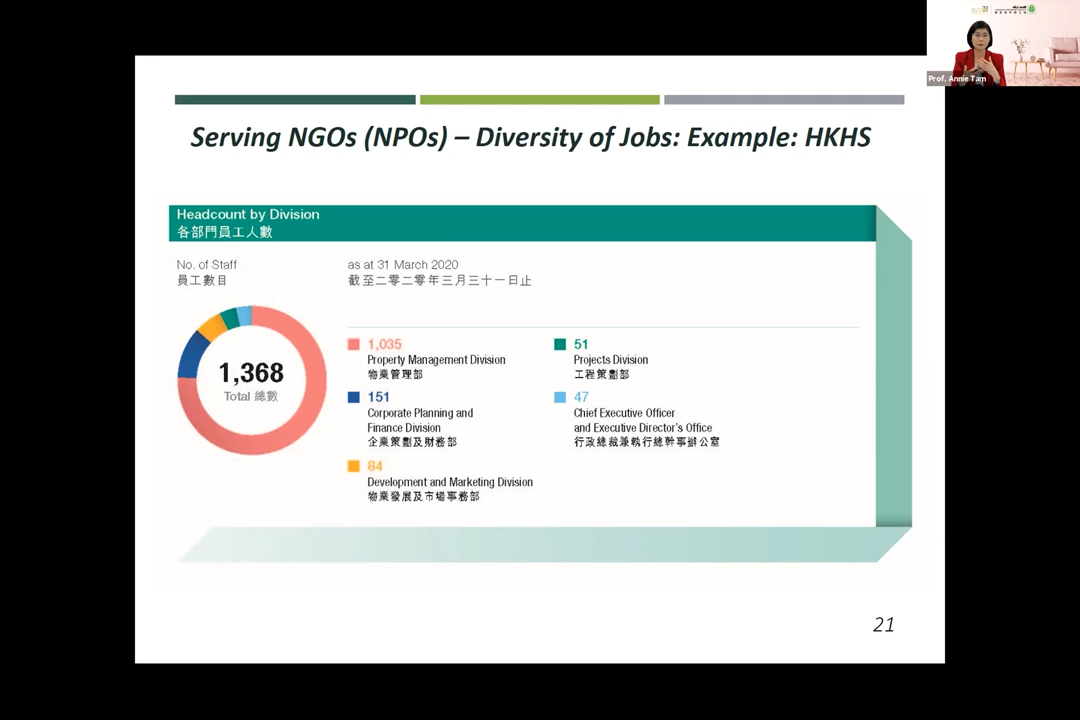 Prof. Annie Tam
Serving NGOs (NPOs) – Diversity of Jobs: Example: HKHS
Headcount by Division
各部門員工人數
No. of Staff
員工數目
as at 31 March 2020
截至二零二零年三月三十一日止
1,368
Total 總數
1,035
Property Management Division
物業管理部
151
Corporate Planning and
Finance Division
企業策劃及財務部
84
Development and Marketing Division
物業發展及市場事務部
51
Projects Division
工程策劃部
47
Chief Executive Officer
and Executive Director's Office
行政總裁兼執行總幹事辦公室
21